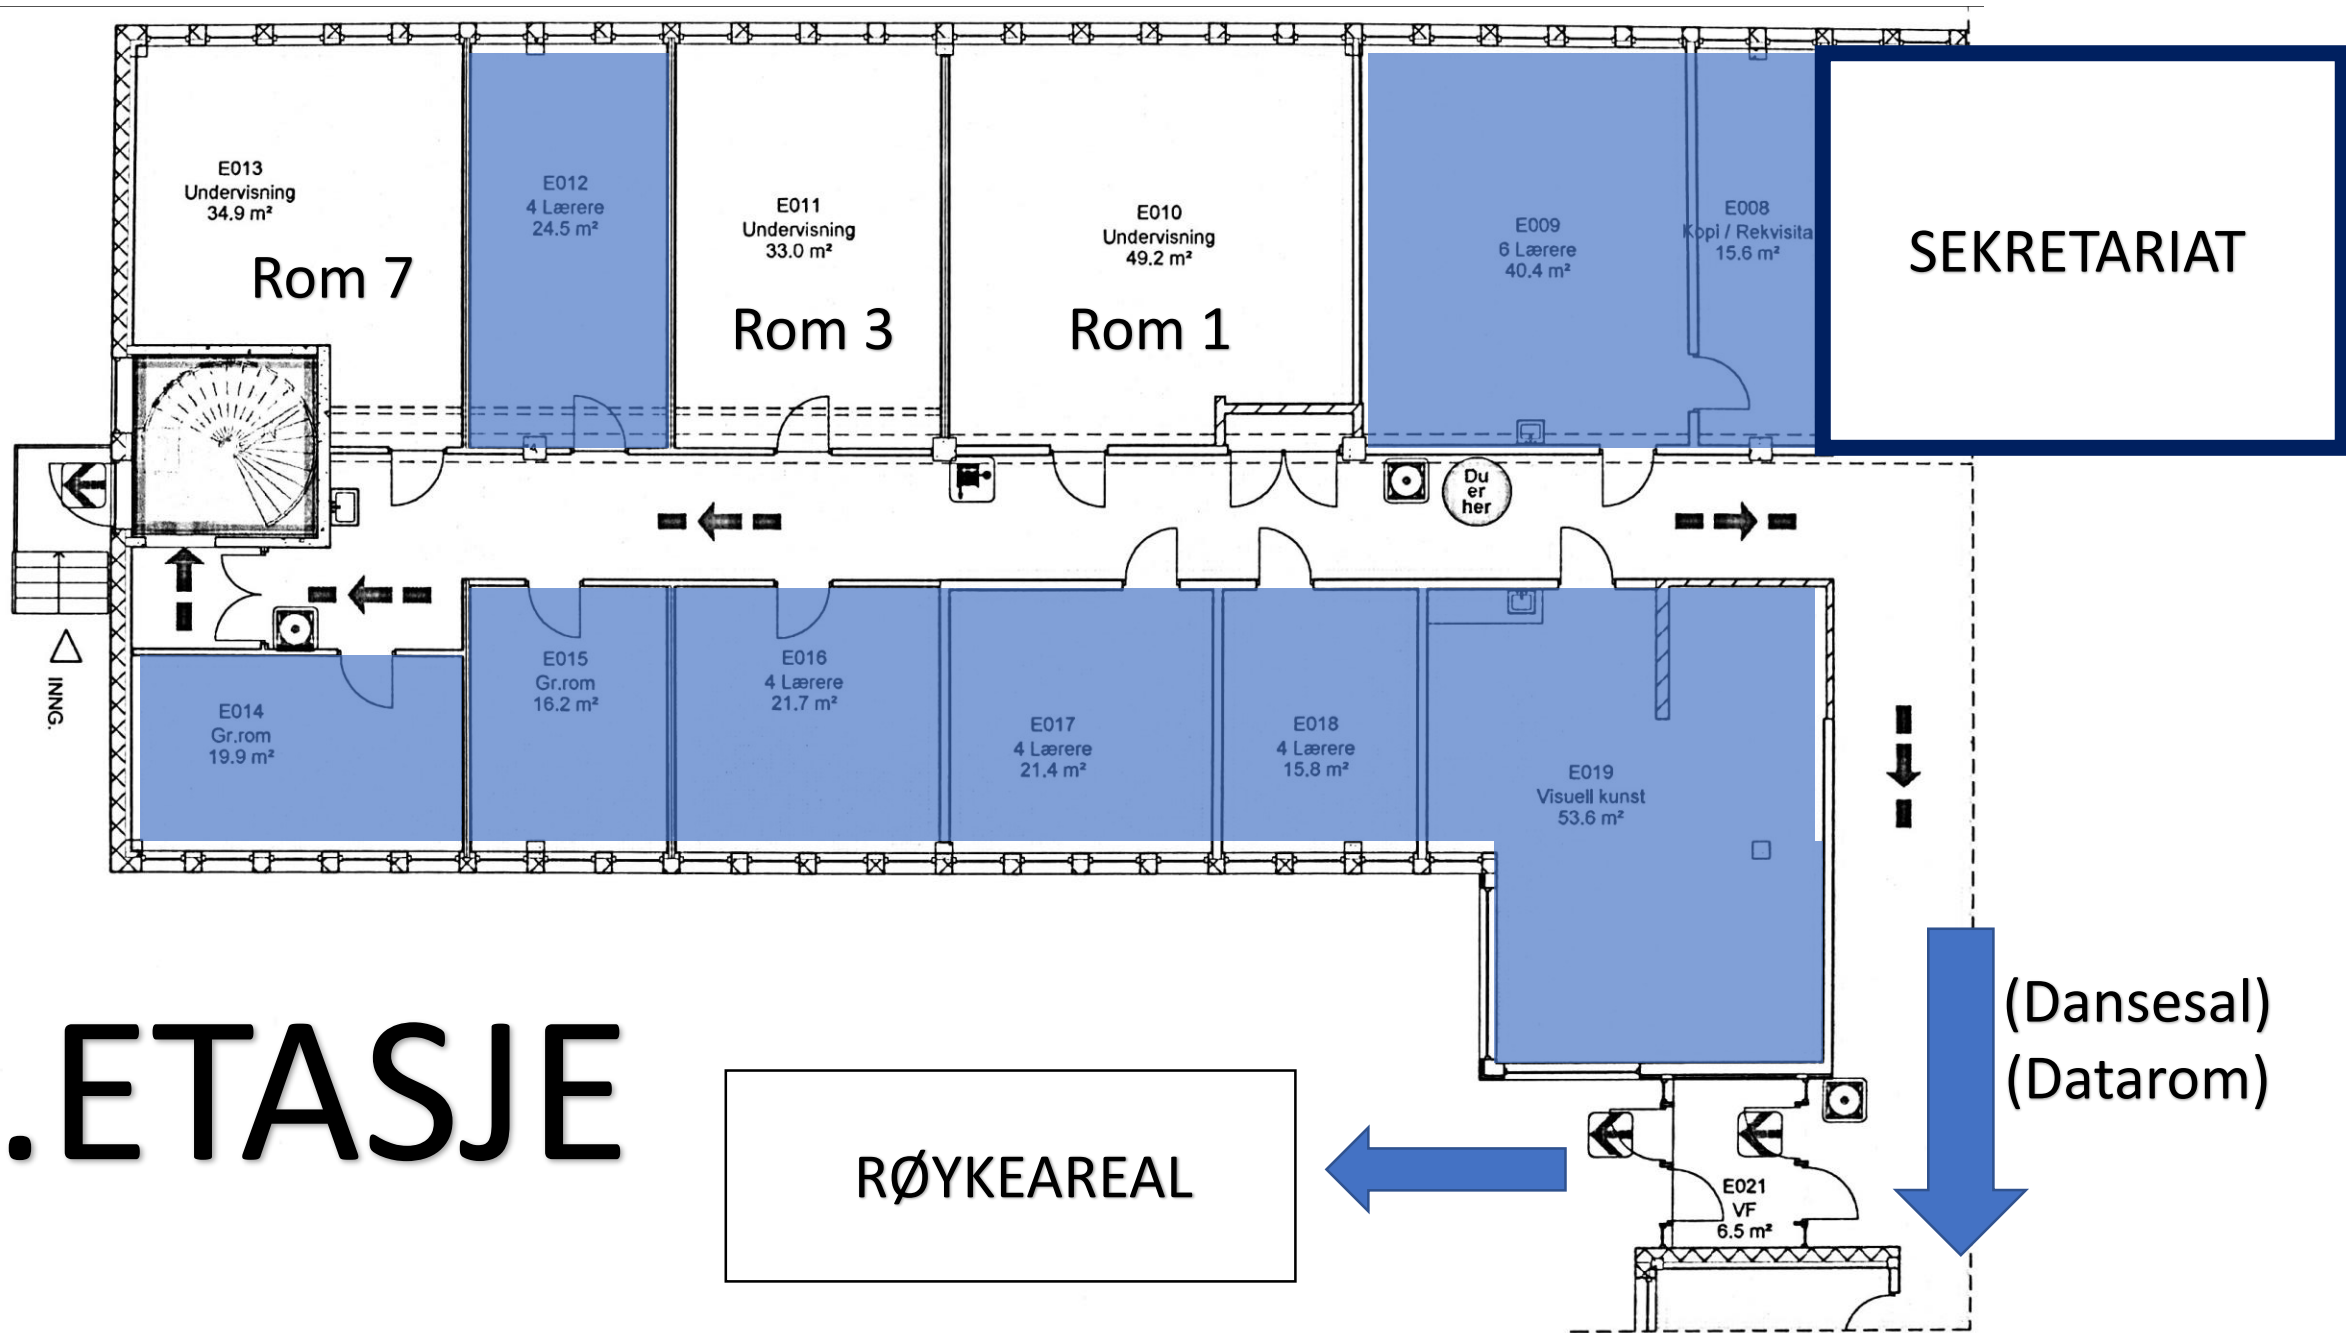 E013
Undervisning
34.9 m²
Rom 7
E012
4 Lærere
24.5 m²
E011
Undervisning
33.0 m²
Rom 3
E010
Undervisning
49.2 m²
Rom 1
E009
6 Lærere
40.4 m²
E008
Kopi / Rekvisita
15.6 m²
SEKRETARIAT
Du
er
her
INNG.
E014
Gr.rom
19.9 m²
E015
Gr.rom
16.2 m²
E016
4 Lærere
21.7 m²
E017
4 Lærere
21.4 m²
E018
4 Lærere
15.8 m²
E019
Visuell kunst
53.6 m²
.ETASJE
RØYKEAREAL
(Dansesal)
(Datarom)
E021
VF
6.5 m²